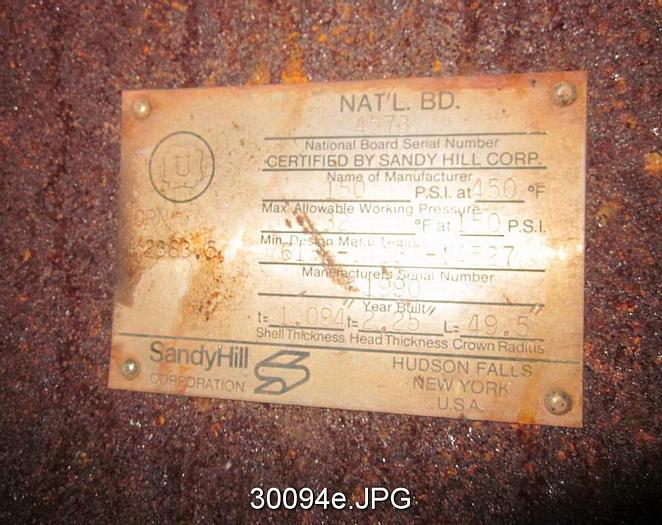 NAT'L. BD.
4573
National Board Serial Number
CERTIFIED BY SANDY HILL CORP.
Name of Manufacturer
U
150 P.S.I. at 450 °F
Max. Allowable Working Pressure
32 °F at 150 P.S.I.
Min. Design Metal Temp.
Manufacturers Serial Number
1990
Year Built
t= 1.094" t= 2.25" L= 49.5"
Shell Thickness Head Thickness Crown Radius
SandyHill
CORPORATION
HUDSON FALLS
NEW YORK
U.S.A.
30094e.JPG